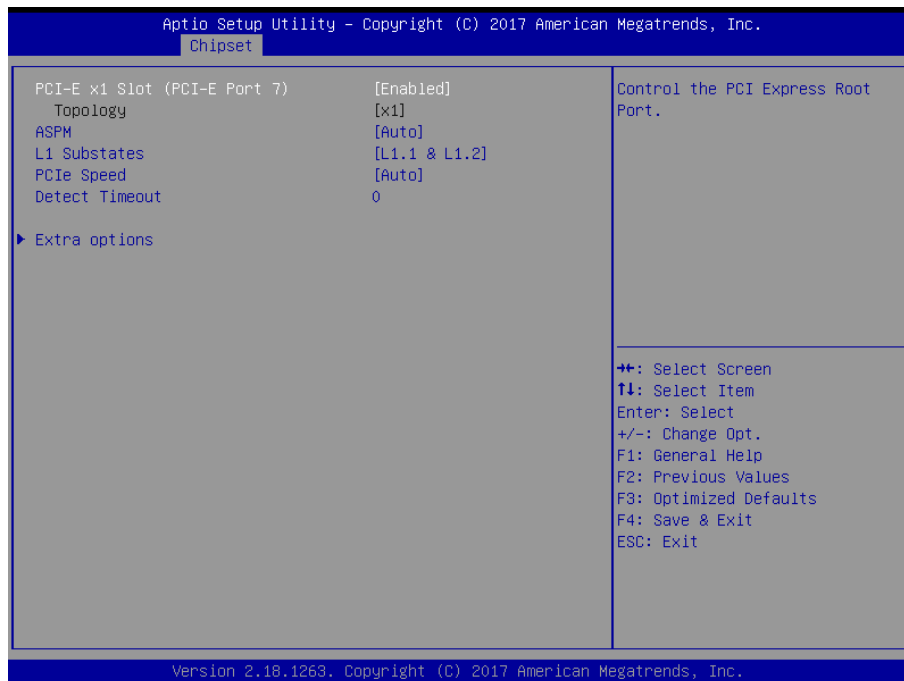 Aptio Setup Utility – Copyright (C) 2017 American Megatrends, Inc.
Chipset
PCI-E x1 Slot (PCI-E Port 7) [Enabled]
Topology [x1]
ASPM [Auto]
L1 Substates [L1.1 & L1.2]
PCIe Speed [Auto]
Detect Timeout 0
Extra options
Control the PCI Express Root
Port.
→←: Select Screen
↑↓: Select Item
Enter: Select
+/-: Change Opt.
F1: General Help
F2: Previous Values
F3: Optimized Defaults
F4: Save & Exit
ESC: Exit
Version 2.18.1263. Copyright (C) 2017 American Megatrends, Inc.